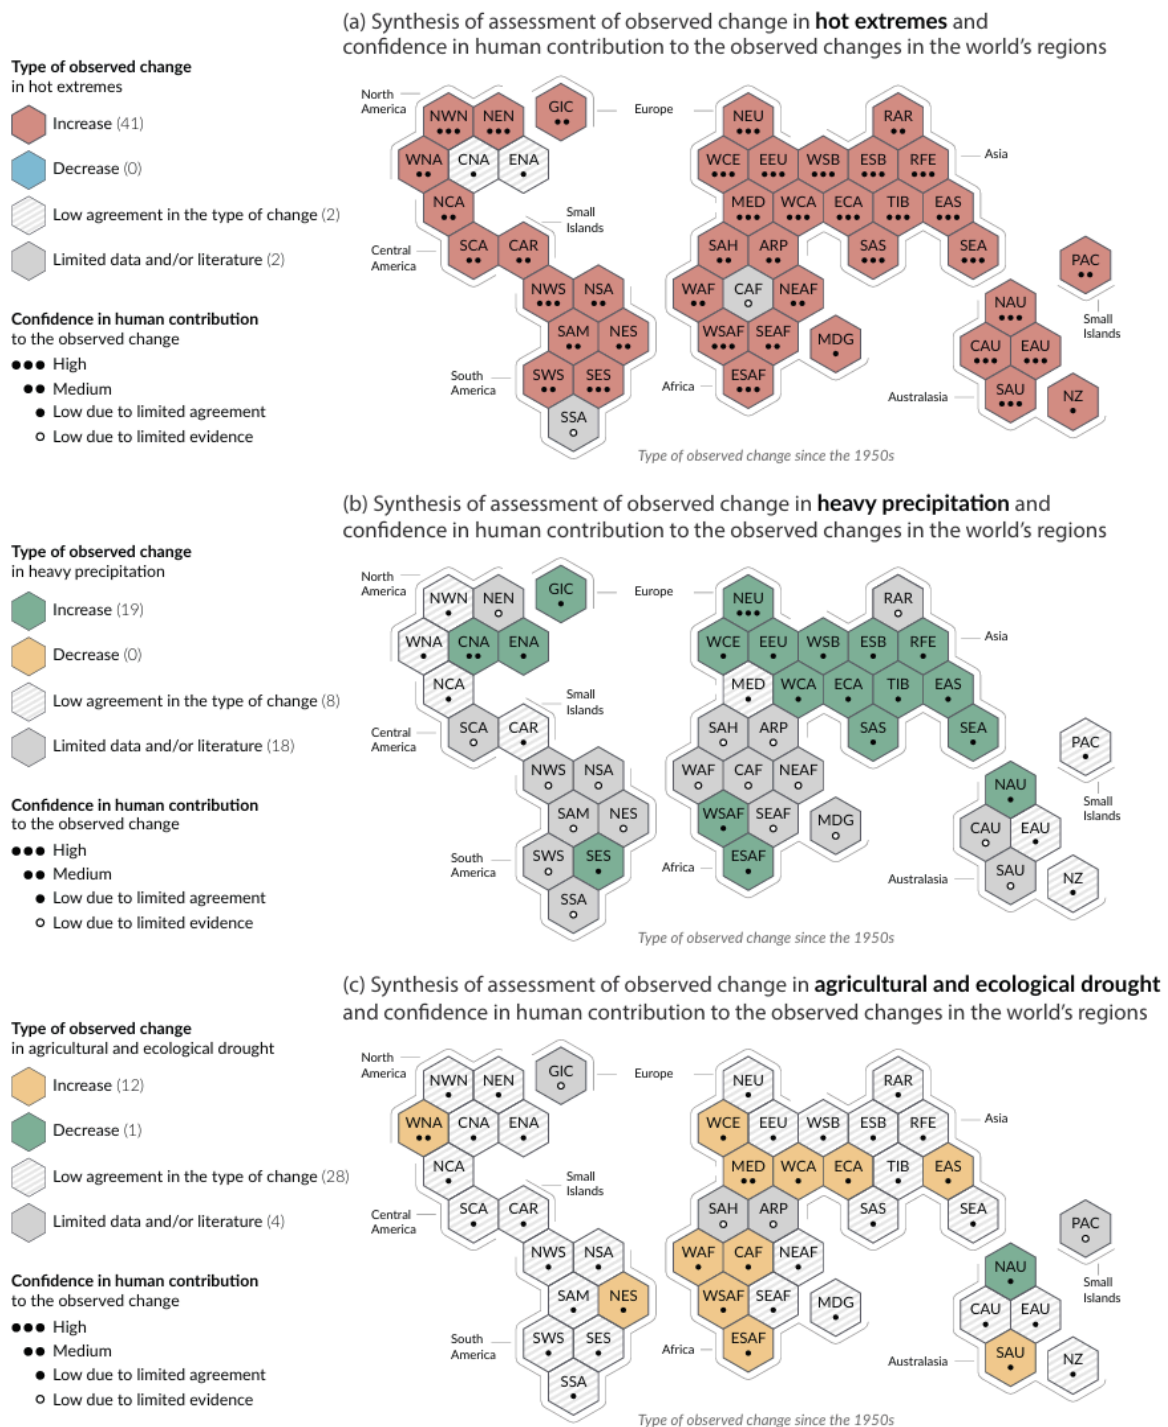 (a) Synthesis of assessment of observed change in hot extremes and
confidence in human contribution to the observed changes in the world's regions
Type of observed change
in hot extremes
Increase (41)
Decrease (0)
Low agreement in the type of change (2)
Limited data and/or literature (2)
Confidence in human contribution
to the observed change
●●● High
●● Medium
● Low due to limited agreement
○ Low due to limited evidence
North
America
GIC
Europe
NWN NEN
NEU
RAR
WNA CNA ENA
WCE EEU WSB ESB RFE
Asia
NCA
MED WCA ECA TIB EAS
Small
Islands
Central
America
SCA CAR
SAH ARP
SAS
SEA
PAC
NWS NSA
WAF CAF NEAF
NAU
Small
Islands
SAM NES
WSAF SEAF
MDG
CAU EAU
South
America
SWS SES
Africa
ESAF
Australasia
SAU
NZ
SSA
Type of observed change since the 1950s
(b) Synthesis of assessment of observed change in heavy precipitation and
confidence in human contribution to the observed changes in the world's regions
Type of observed change
in heavy precipitation
Increase (19)
Decrease (0)
Low agreement in the type of change (8)
Limited data and/or literature (18)
Confidence in human contribution
to the observed change
●●● High
●● Medium
● Low due to limited agreement
○ Low due to limited evidence
North
America
GIC
Europe
NWN NEN
NEU
RAR
WNA CNA ENA
WCE EEU WSB ESB RFE
Asia
NCA
MED WCA ECA TIB EAS
Small
Islands
Central
America
SCA CAR
SAH ARP
SAS
SEA
PAC
NWS NSA
WAF CAF NEAF
NAU
Small
Islands
SAM NES
WSAF SEAF
MDG
CAU EAU
South
America
SWS SES
Africa
ESAF
Australasia
SAU
NZ
SSA
Type of observed change since the 1950s
(c) Synthesis of assessment of observed change in agricultural and ecological drought
and confidence in human contribution to the observed changes in the world's regions
Type of observed change
in agricultural and ecological drought
Increase (12)
Decrease (1)
Low agreement in the type of change (28)
Limited data and/or literature (4)
Confidence in human contribution
to the observed change
●●● High
●● Medium
● Low due to limited agreement
○ Low due to limited evidence
North
America
GIC
Europe
NWN NEN
NEU
RAR
WNA CNA ENA
WCE EEU WSB ESB RFE
Asia
NCA
MED WCA ECA TIB EAS
Small
Islands
Central
America
SCA CAR
SAH ARP
SAS
SEA
PAC
NWS NSA
WAF CAF NEAF
NAU
Small
Islands
SAM NES
WSAF SEAF
MDG
CAU EAU
South
America
SWS SES
Africa
ESAF
Australasia
SAU
NZ
SSA
Type of observed change since the 1950s